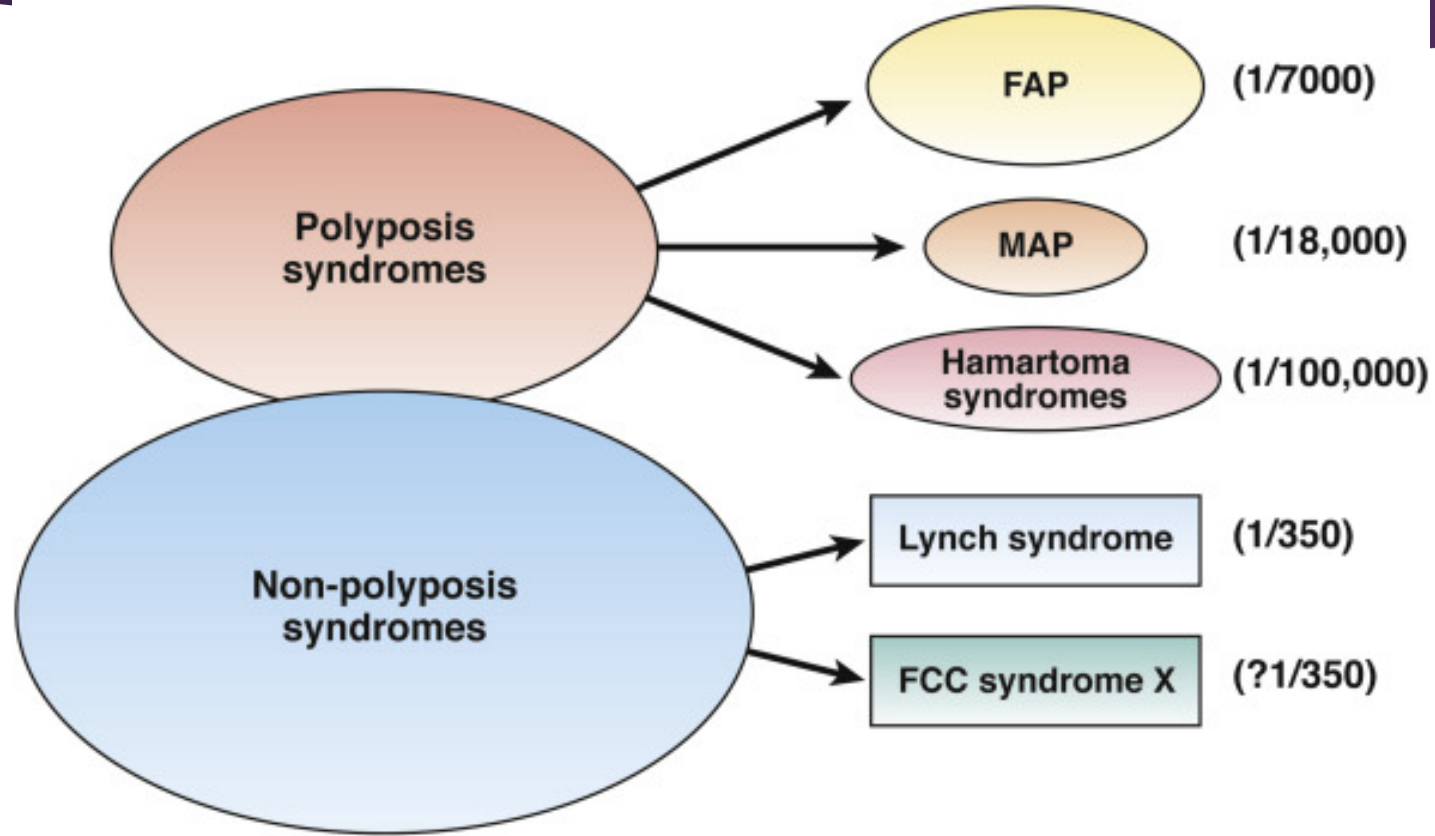 Polyposis
syndromes
FAP
(1/7000)
MAP
(1/18,000)
Hamartoma
syndromes
(1/100,000)
Non-polyposis
syndromes
Lynch syndrome
(1/350)
FCC syndrome X
(?1/350)